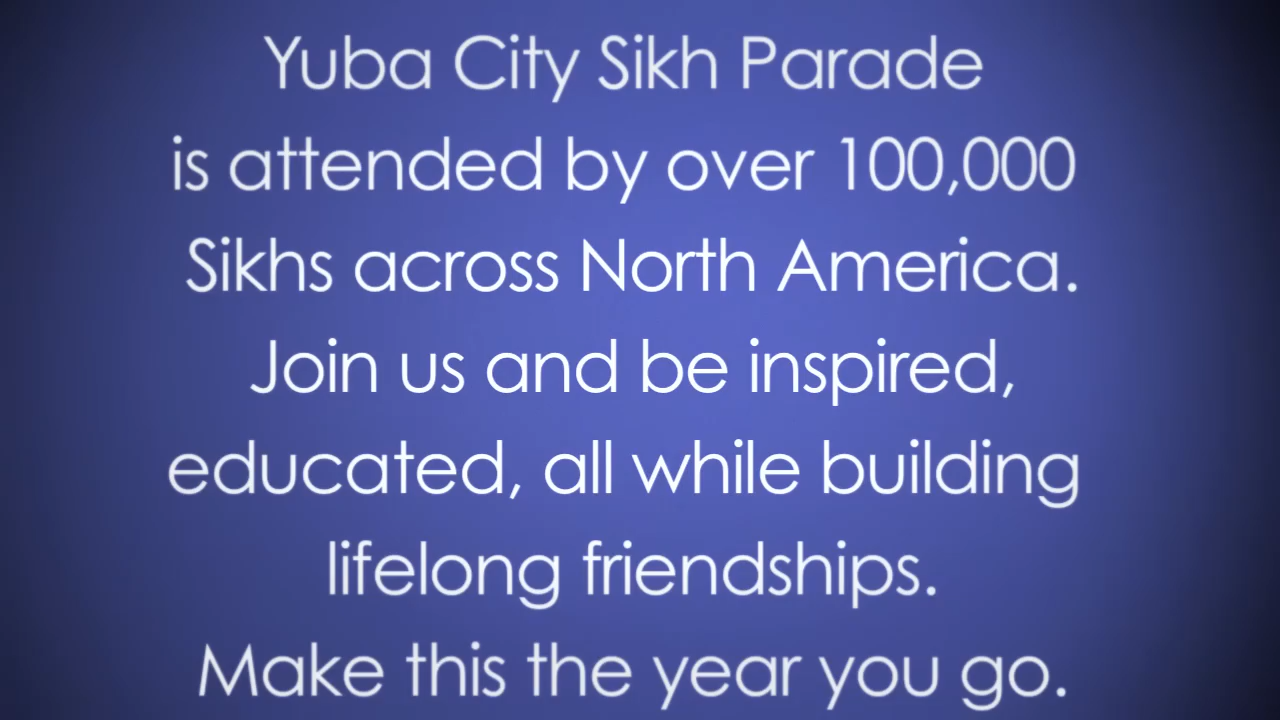 Yuba City Sikh Parade
is attended by over 100,000
Sikhs across North America.
Join us and be inspired,
educated, all while building
lifelong friendships.
Make this the year you go.